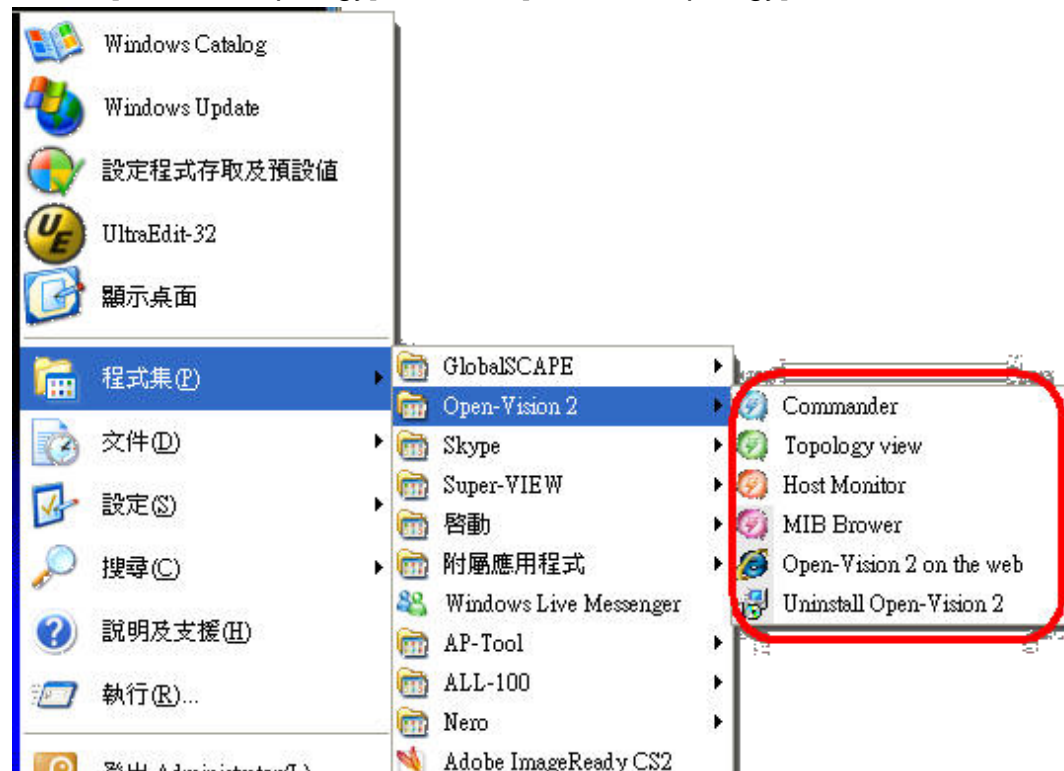 Windows Catalog
Windows Update
設定程式存取及預設值
UltraEdit-32
顯示桌面
程式集(P)
文件(D)
設定(S)
搜尋(C)
說明及支援(H)
執行(R)...
登出 Administrator(L)
GlobalSCAPE
Open-Vision 2
Skype
Super-VIEW
啓動
附屬應用程式
Windows Live Messenger
AP-Tool
ALL-100
Nero
Adobe ImageReady CS2
Commander
Topology view
Host Monitor
MIB Brower
Open-Vision 2 on the web
Uninstall Open-Vision 2